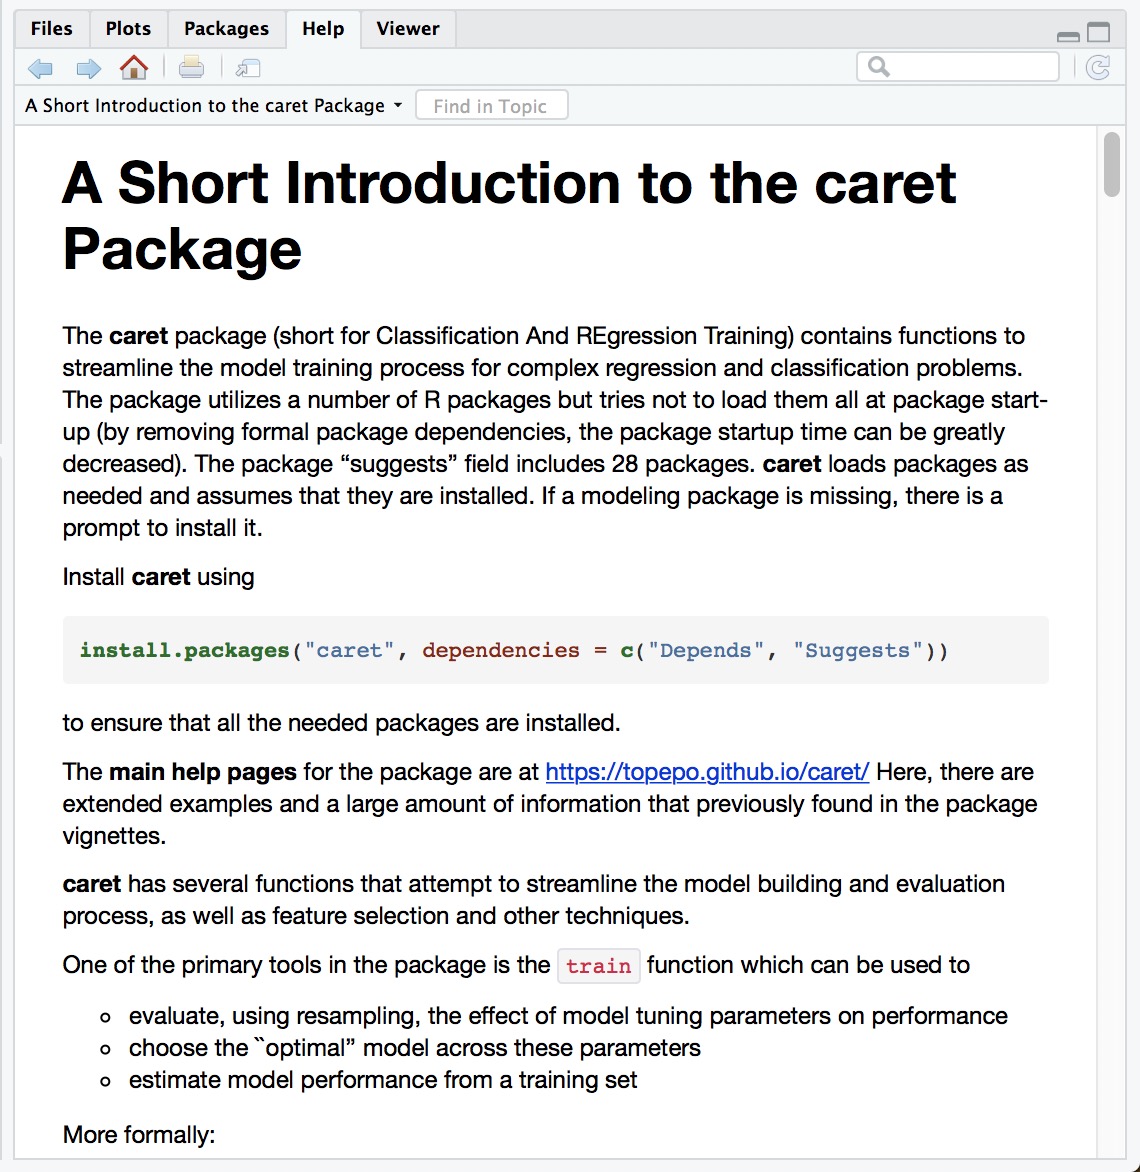 Files Plots Packages Help Viewer
A Short Introduction to the caret Package Find in Topic
A Short Introduction to the caret
Package
The caret package (short for Classification And REgression Training) contains functions to
streamline the model training process for complex regression and classification problems.
The package utilizes a number of R packages but tries not to load them all at package start-
up (by removing formal package dependencies, the package startup time can be greatly
decreased). The package “suggests” field includes 28 packages. caret loads packages as
needed and assumes that they are installed. If a modeling package is missing, there is a
prompt to install it.
Install caret using
install.packages("caret", dependencies = c("Depends", "Suggests"))
to ensure that all the needed packages are installed.
The main help pages for the package are at https://topepo.github.io/caret/ Here, there are
extended examples and a large amount of information that previously found in the package
vignettes.
caret has several functions that attempt to streamline the model building and evaluation
process, as well as feature selection and other techniques.
One of the primary tools in the package is the train function which can be used to
evaluate, using resampling, the effect of model tuning parameters on performance
choose the ``optimal” model across these parameters
estimate model performance from a training set
More formally: